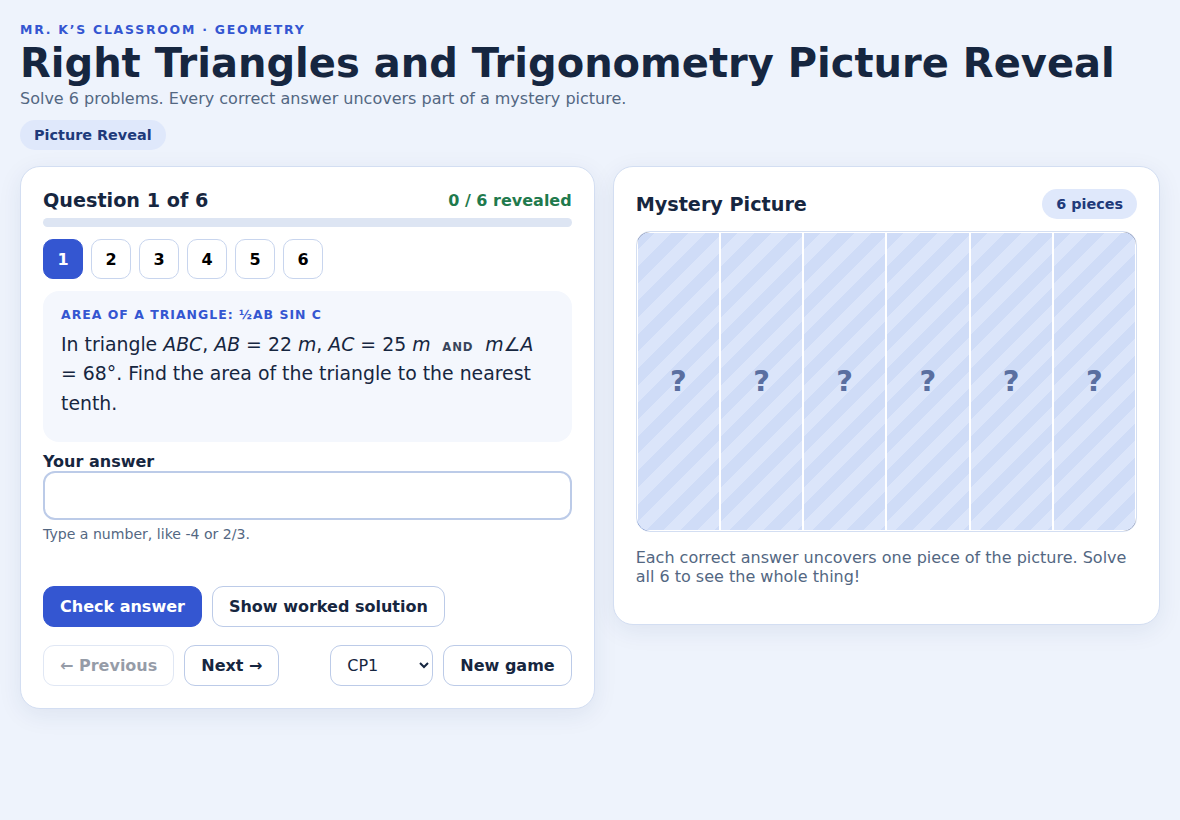 MR. K’S CLASSROOM · GEOMETRY
Right Triangles and Trigonometry Picture Reveal
Solve 6 problems. Every correct answer uncovers part of a mystery picture.
Picture Reveal
Question 1 of 6
0 / 6 revealed
1 2 3 4 5 6
AREA OF A TRIANGLE: ½AB SIN C
In triangle ABC, AB = 22 m, AC = 25 m AND m∠A
= 68°. Find the area of the triangle to the nearest
tenth.
Your answer
Type a number, like -4 or 2/3.
Check answer
Show worked solution
← Previous
Next →
CP1
New game
Mystery Picture
6 pieces
? ? ? ? ? ?
Each correct answer uncovers one piece of the picture. Solve
all 6 to see the whole thing!